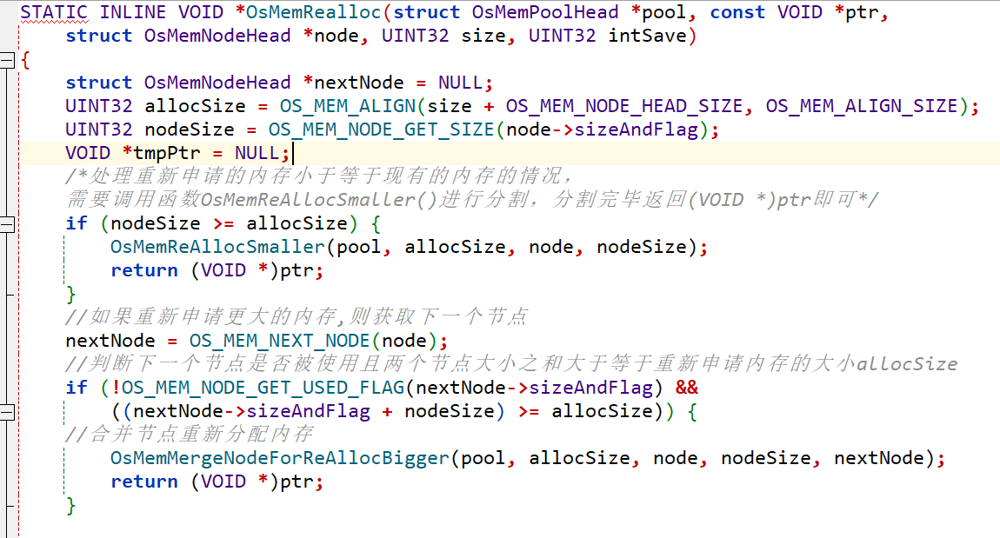 STATIC INLINE VOID *OsMemRealloc(struct OsMemPoolHead *pool, const VOID *ptr,
    struct OsMemNodeHead *node, UINT32 size, UINT32 intSave)
{
    struct OsMemNodeHead *nextNode = NULL;
    UINT32 allocSize = OS_MEM_ALIGN(size + OS_MEM_NODE_HEAD_SIZE, OS_MEM_ALIGN_SIZE);
    UINT32 nodeSize = OS_MEM_NODE_GET_SIZE(node->sizeAndFlag);
    VOID *tmpPtr = NULL;
    /*处理重新申请的内存小于等于现有的内存的情况，
    需要调用函数OsMemReAllocSmaller()进行分割，分割完毕返回(VOID *)ptr即可*/
    if (nodeSize >= allocSize) {
        OsMemReAllocSmaller(pool, allocSize, node, nodeSize);
        return (VOID *)ptr;
    }
    //如果重新申请更大的内存,则获取下一个节点
    nextNode = OS_MEM_NEXT_NODE(node);
    //判断下一个节点是否被使用且两个节点大小之和大于等于重新申请内存的大小allocSize
    if (!OS_MEM_NODE_GET_USED_FLAG(nextNode->sizeAndFlag) &&
        ((nextNode->sizeAndFlag + nodeSize) >= allocSize)) {
    //合并节点重新分配内存
        OsMemMergeNodeForReAllocBigger(pool, allocSize, node, nodeSize, nextNode);
        return (VOID *)ptr;
    }